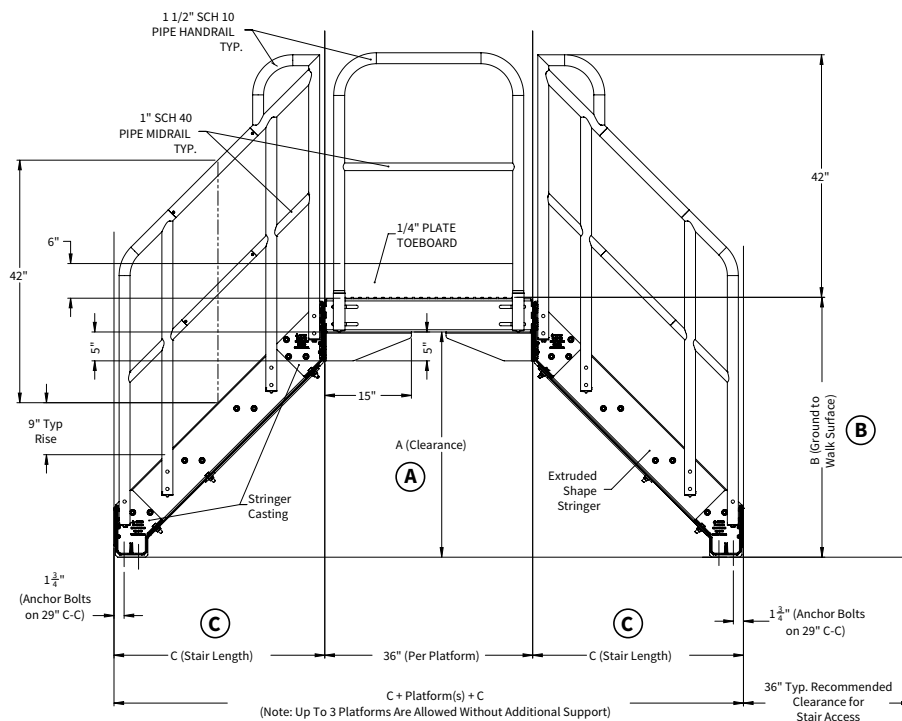 1 1/2" SCH 10
PIPE HANDRAIL
TYP.
1" SCH 40
PIPE MIDRAIL
TYP.
42"
1/4" PLATE
TOEBOARD
6"
42"
5"
5"
15"
9" Typ
Rise
A (Clearance)
A
B (Ground to
Walk Surface)
B
Stringer
Casting
Extruded
Shape
Stringer
1 3/4"
(Anchor Bolts
on 29" C-C)
1 3/4" (Anchor Bolts
on 29" C-C)
C
C
C (Stair Length)
36" (Per Platform)
C (Stair Length)
C + Platform(s) + C
(Note: Up To 3 Platforms Are Allowed Without Additional Support)
36" Typ. Recommended
Clearance for
Stair Access